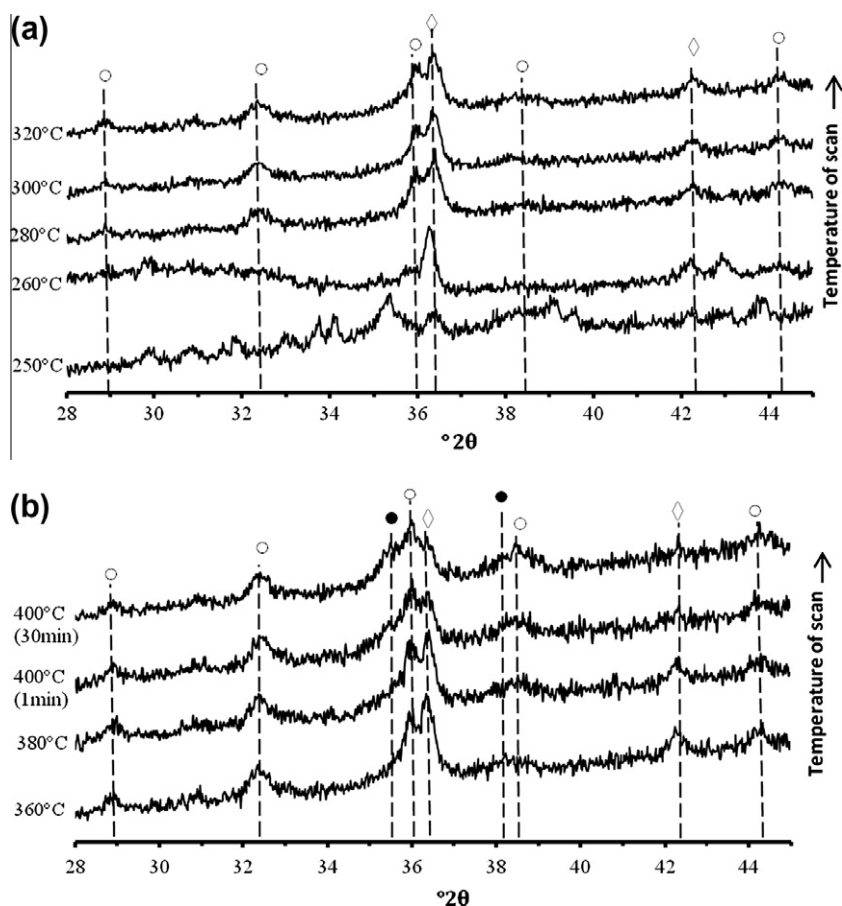 (a)
320°C
300°C
280°C
260°C
250°C
28 30 32 34 36 38 40 42 44
°2θ
Temperature of scan →
(b)
400°C
(30min)
400°C
(1min)
380°C
360°C
28 30 32 34 36 38 40 42 44
°2θ
Temperature of scan →